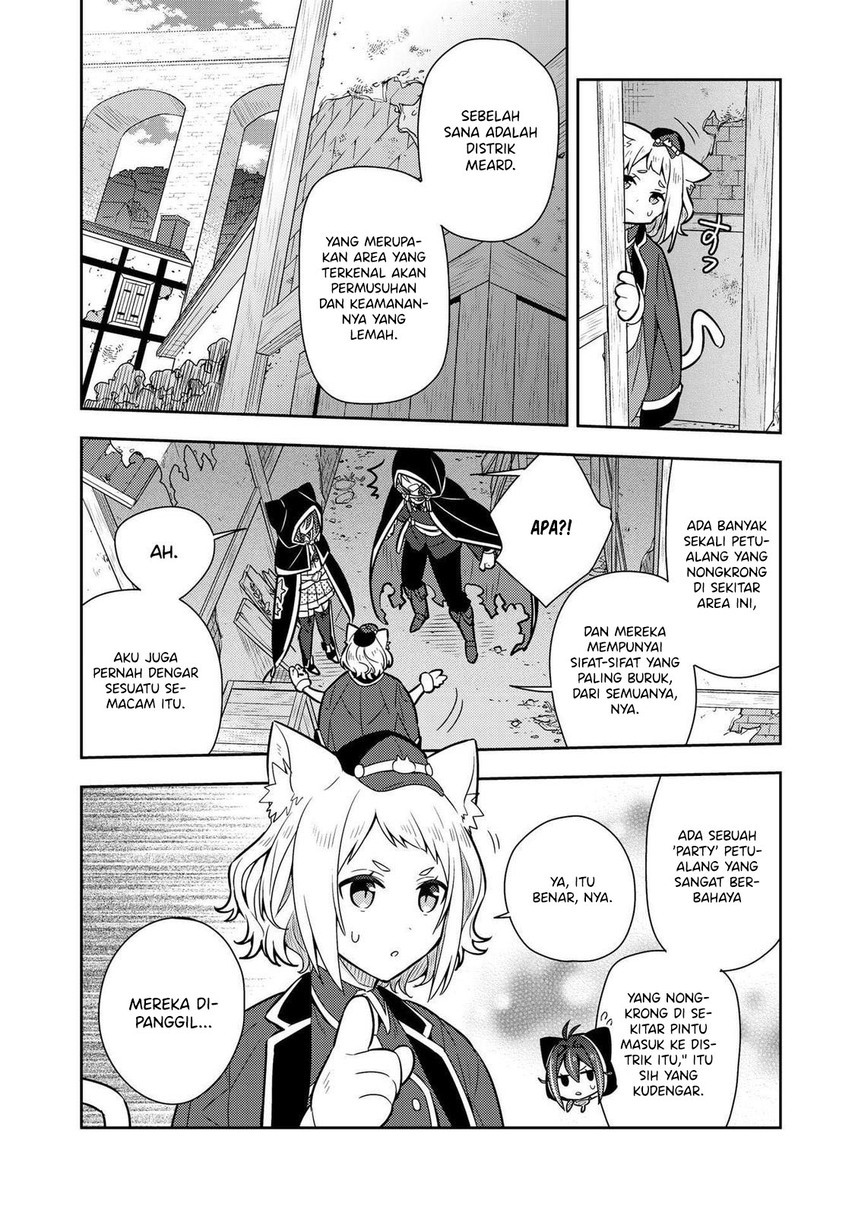 SEBELAH
SANA ADALAH
DISTRIK
MEARD.
YANG MERUPA-
KAN AREA YANG
TERKENAL AKAN
PERMUSUHAN
DAN KEAMANAN-
NYA YANG
LEMAH.
すっ
ADA BANYAK
SEKALI PETU-
ALANG YANG
NONGKRONG
DI SEKITAR
AREA INI,
DAN MEREKA
MEMPUNYAI
SIFAT-SIFAT YANG
PALING BURUK,
DARI SEMUANYA,
NYA.
APA?!
AH.
AKU JUGA
PERNAH DENGAR
SESUATU SE-
MACAM ITU.
ADA SEBUAH
'PARTY' PETU-
ALANG YANG
SANGAT BER-
BAHAYA
YANG NONG-
KRONG DI SE-
KITAR PINTU
MASUK KE DIS-
TRIK ITU," ITU
SIH YANG
KUDENGAR.
YA, ITU
BENAR, NYA.
MEREKA DI-
PANGGIL...